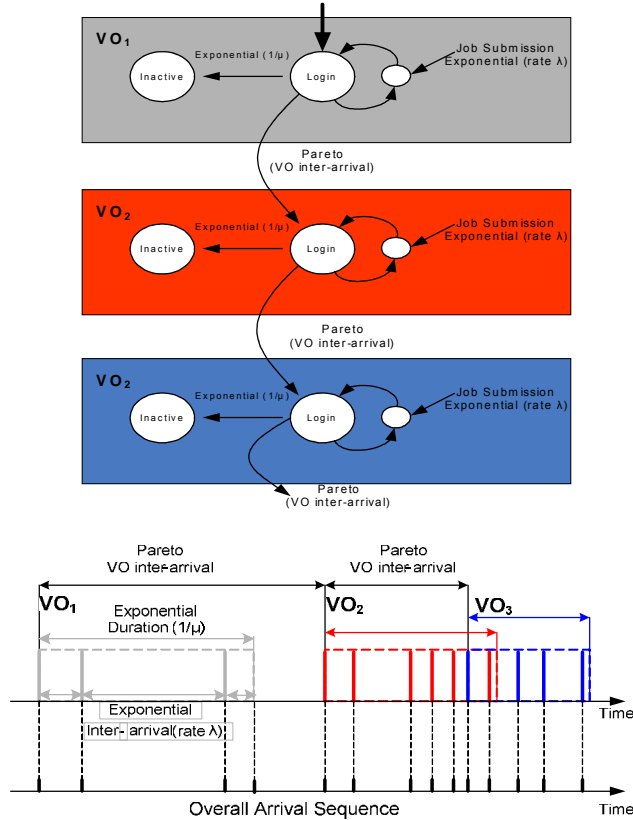 VO₁
Exponential (1/μ)
Inactive
Login
Job Submission
Exponential (rate λ)
Pareto
(VO inter-arrival)
VO₂
Exponential (1/μ)
Inactive
Login
Job Submission
Exponential (rate λ)
Pareto
(VO inter-arrival)
VO₂
Exponential (1/μ)
Inactive
Login
Job Submission
Exponential (rate λ)
Pareto
(VO inter-arrival)
Pareto
VO inter-arrival
Pareto
VO inter-arrival
VO₁
VO₂
VO₃
Exponential
Duration (1/μ)
Exponential
Inter-arrival(rate λ)
Time
Time
Overall Arrival Sequence